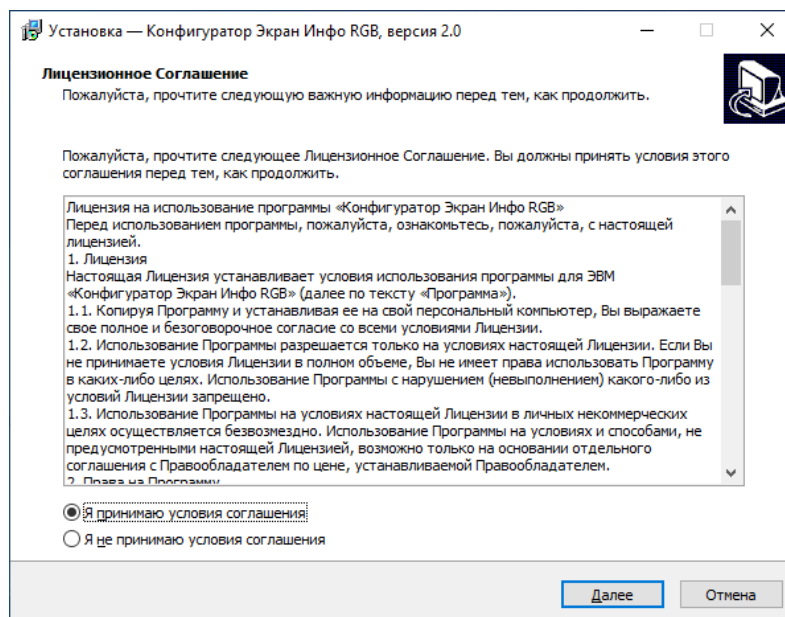 Установка — Конфигуратор Экран Инфо RGB, версия 2.0
Лицензионное Соглашение
Пожалуйста, прочтите следующую важную информацию перед тем, как продолжить.
Пожалуйста, прочтите следующее Лицензионное Соглашение. Вы должны принять условия этого
соглашения перед тем, как продолжить.
Лицензия на использование программы «Конфигуратор Экран Инфо RGB»
Перед использованием программы, пожалуйста, ознакомьтесь, пожалуйста, с настоящей
лицензией.
1. Лицензия
Настоящая Лицензия устанавливает условия использования программы для ЭВМ
«Конфигуратор Экран Инфо RGB» (далее по тексту «Программа»).
1.1. Копируя Программу и устанавливая ее на свой персональный компьютер, Вы выражаете
свое полное и безоговорочное согласие со всеми условиями Лицензии.
1.2. Использование Программы разрешается только на условиях настоящей Лицензии. Если Вы
не принимаете условия Лицензии в полном объеме, Вы не имеет права использовать Программу
в каких-либо целях. Использование Программы с нарушением (невыполнением) какого-либо из
условий Лицензии запрещено.
1.3. Использование Программы на условиях настоящей Лицензии в личных некоммерческих
целях осуществляется безвозмездно. Использование Программы на условиях и способами, не
предусмотренными настоящей Лицензией, возможно только на основании отдельного
соглашения с Правообладателем по цене, устанавливаемой Правообладателем.
2. Права на Программу
Я принимаю условия соглашения
Я не принимаю условия соглашения
Далее
Отмена